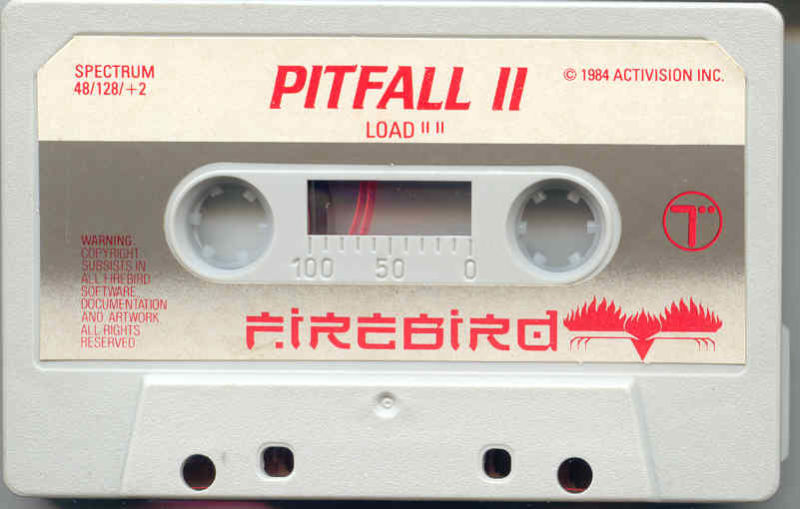 SPECTRUM
48/128/+2
PITFALL II
LOAD " "
© 1984 ACTIVISION INC.
WARNING
COPYRIGHT
SUBSISTS IN
ALL FIREBIRD
SOFTWARE,
DOCUMENTATION
AND ARTWORK
ALL RIGHTS
RESERVED
100 50 0
FIREBIRD